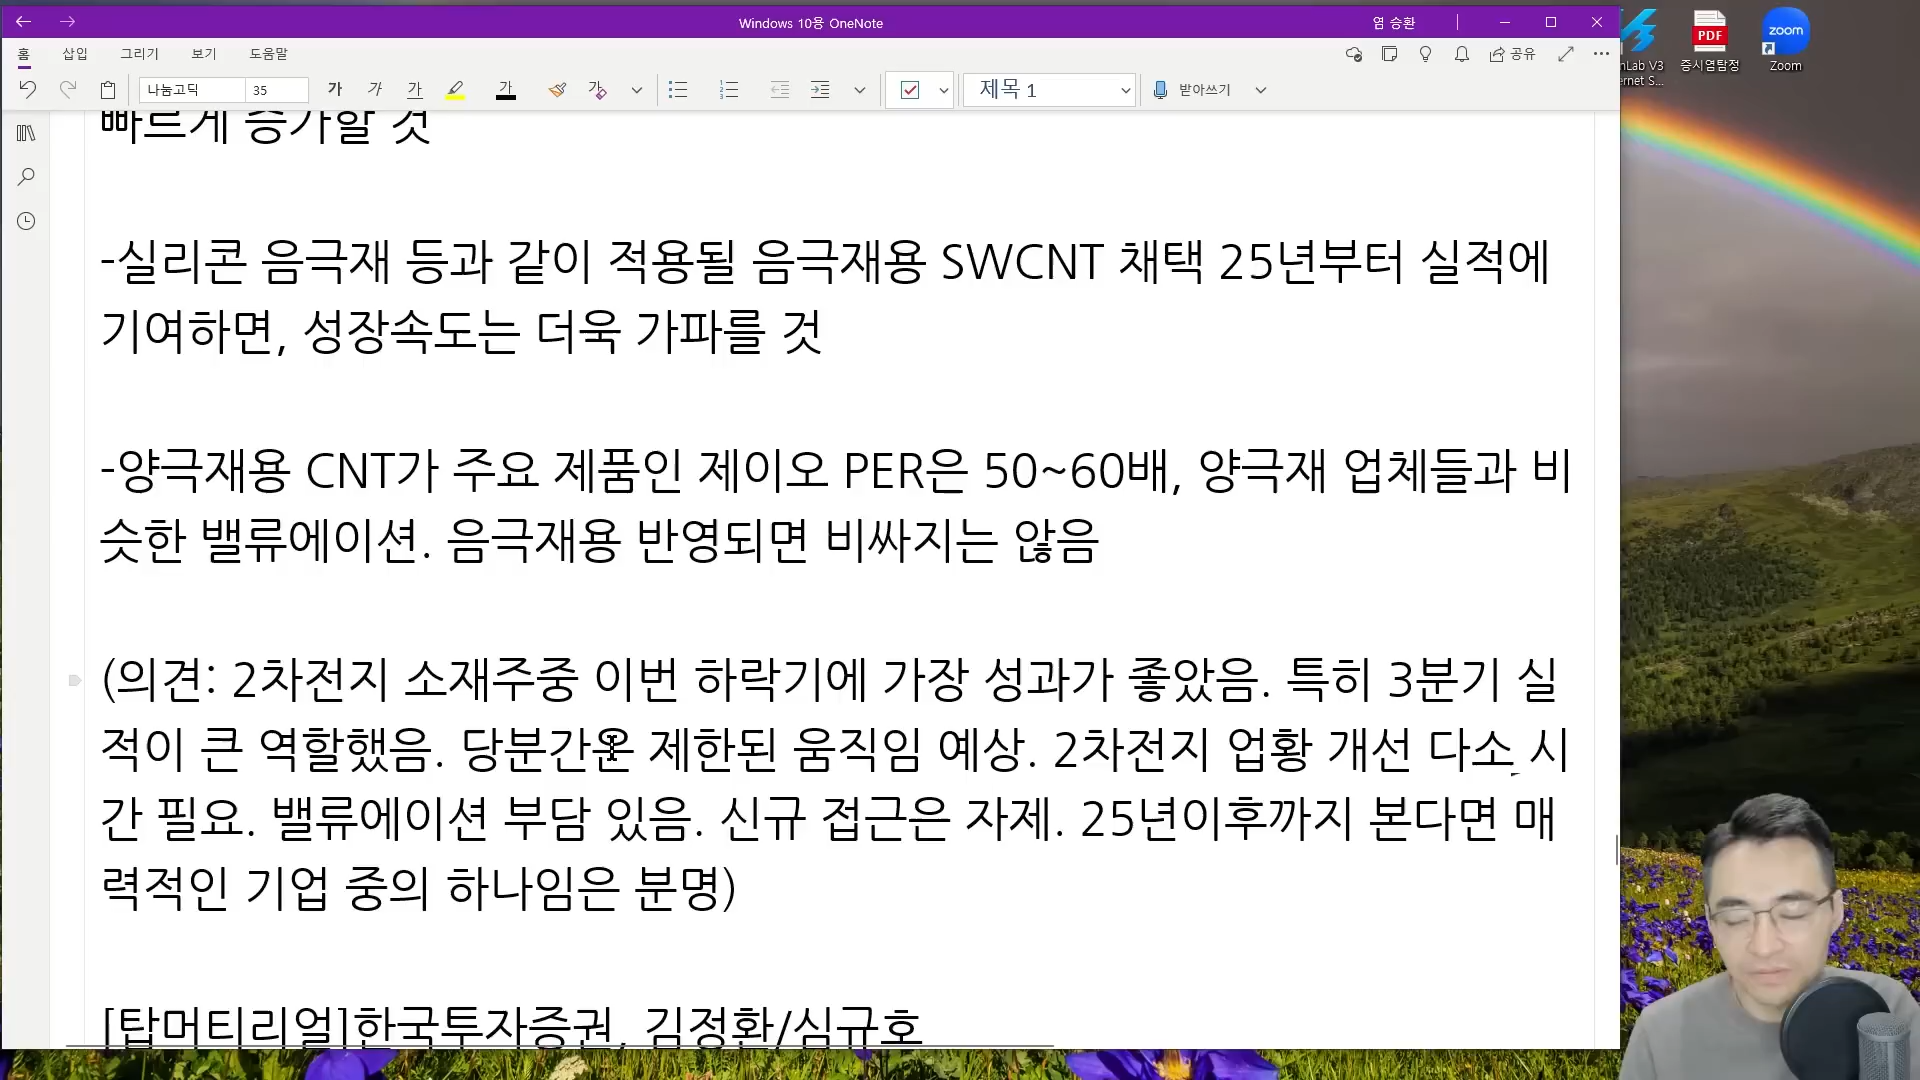 Windows 10용 OneNote
염 승환
홈 삽입 그리기 보기 도움말
공유
나눔고딕 35 가 가 가 가 제목 1 받아쓰기
PDF
zoom
증시염탐정
Zoom
nLab V3
ernet S...
빠르게 증가할 것
-실리콘 음극재 등과 같이 적용될 음극재용 SWCNT 채택 25년부터 실적에
기여하면, 성장속도는 더욱 가파를 것
-양극재용 CNT가 주요 제품인 제이오 PER은 50~60배, 양극재 업체들과 비
슷한 밸류에이션. 음극재용 반영되면 비싸지는 않음
(의견: 2차전지 소재주중 이번 하락기에 가장 성과가 좋았음. 특히 3분기 실
적이 큰 역할했음. 당분간은 제한된 움직임 예상. 2차전지 업황 개선 다소 시
간 필요. 밸류에이션 부담 있음. 신규 접근은 자제. 25년이후까지 본다면 매
력적인 기업 중의 하나임은 분명)
[탑머티리얼]한국투자증권, 김정환/심규호